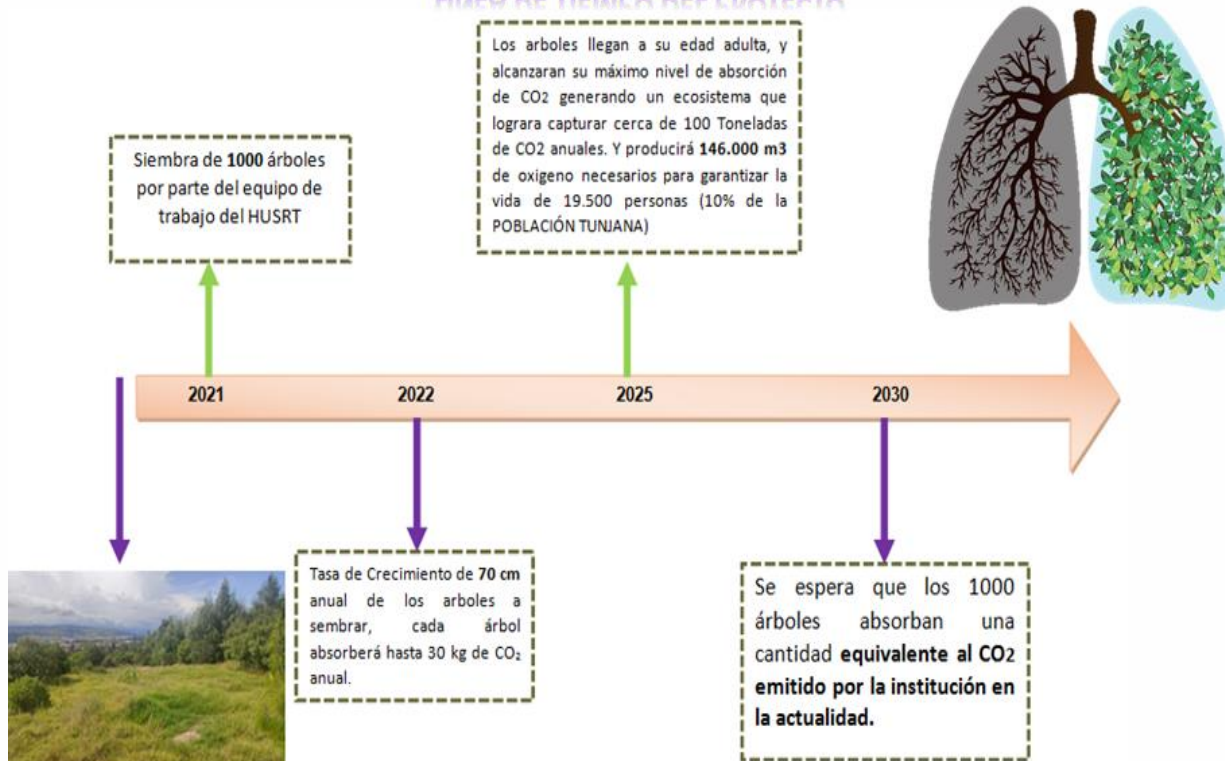 LÍNEA DE TIEMPO DEL PROYECTO
Los arboles llegan a su edad adulta, y
alcanzaran su máximo nivel de absorción
de CO2 generando un ecosistema que
lograra capturar cerca de 100 Toneladas
de CO2 anuales. Y producirá 146.000 m3
de oxigeno necesarios para garantizar la
vida de 19.500 personas (10% de la
POBLACIÓN TUNJANA)
Siembra de 1000 árboles
por parte del equipo de
trabajo del HUSRT
2021
2022
2025
2030
Tasa de Crecimiento de 70 cm
anual de los arboles a
sembrar, cada árbol
absorberá hasta 30 kg de CO₂
anual.
Se espera que los 1000
árboles absorban una
cantidad equivalente al CO2
emitido por la institución en
la actualidad.